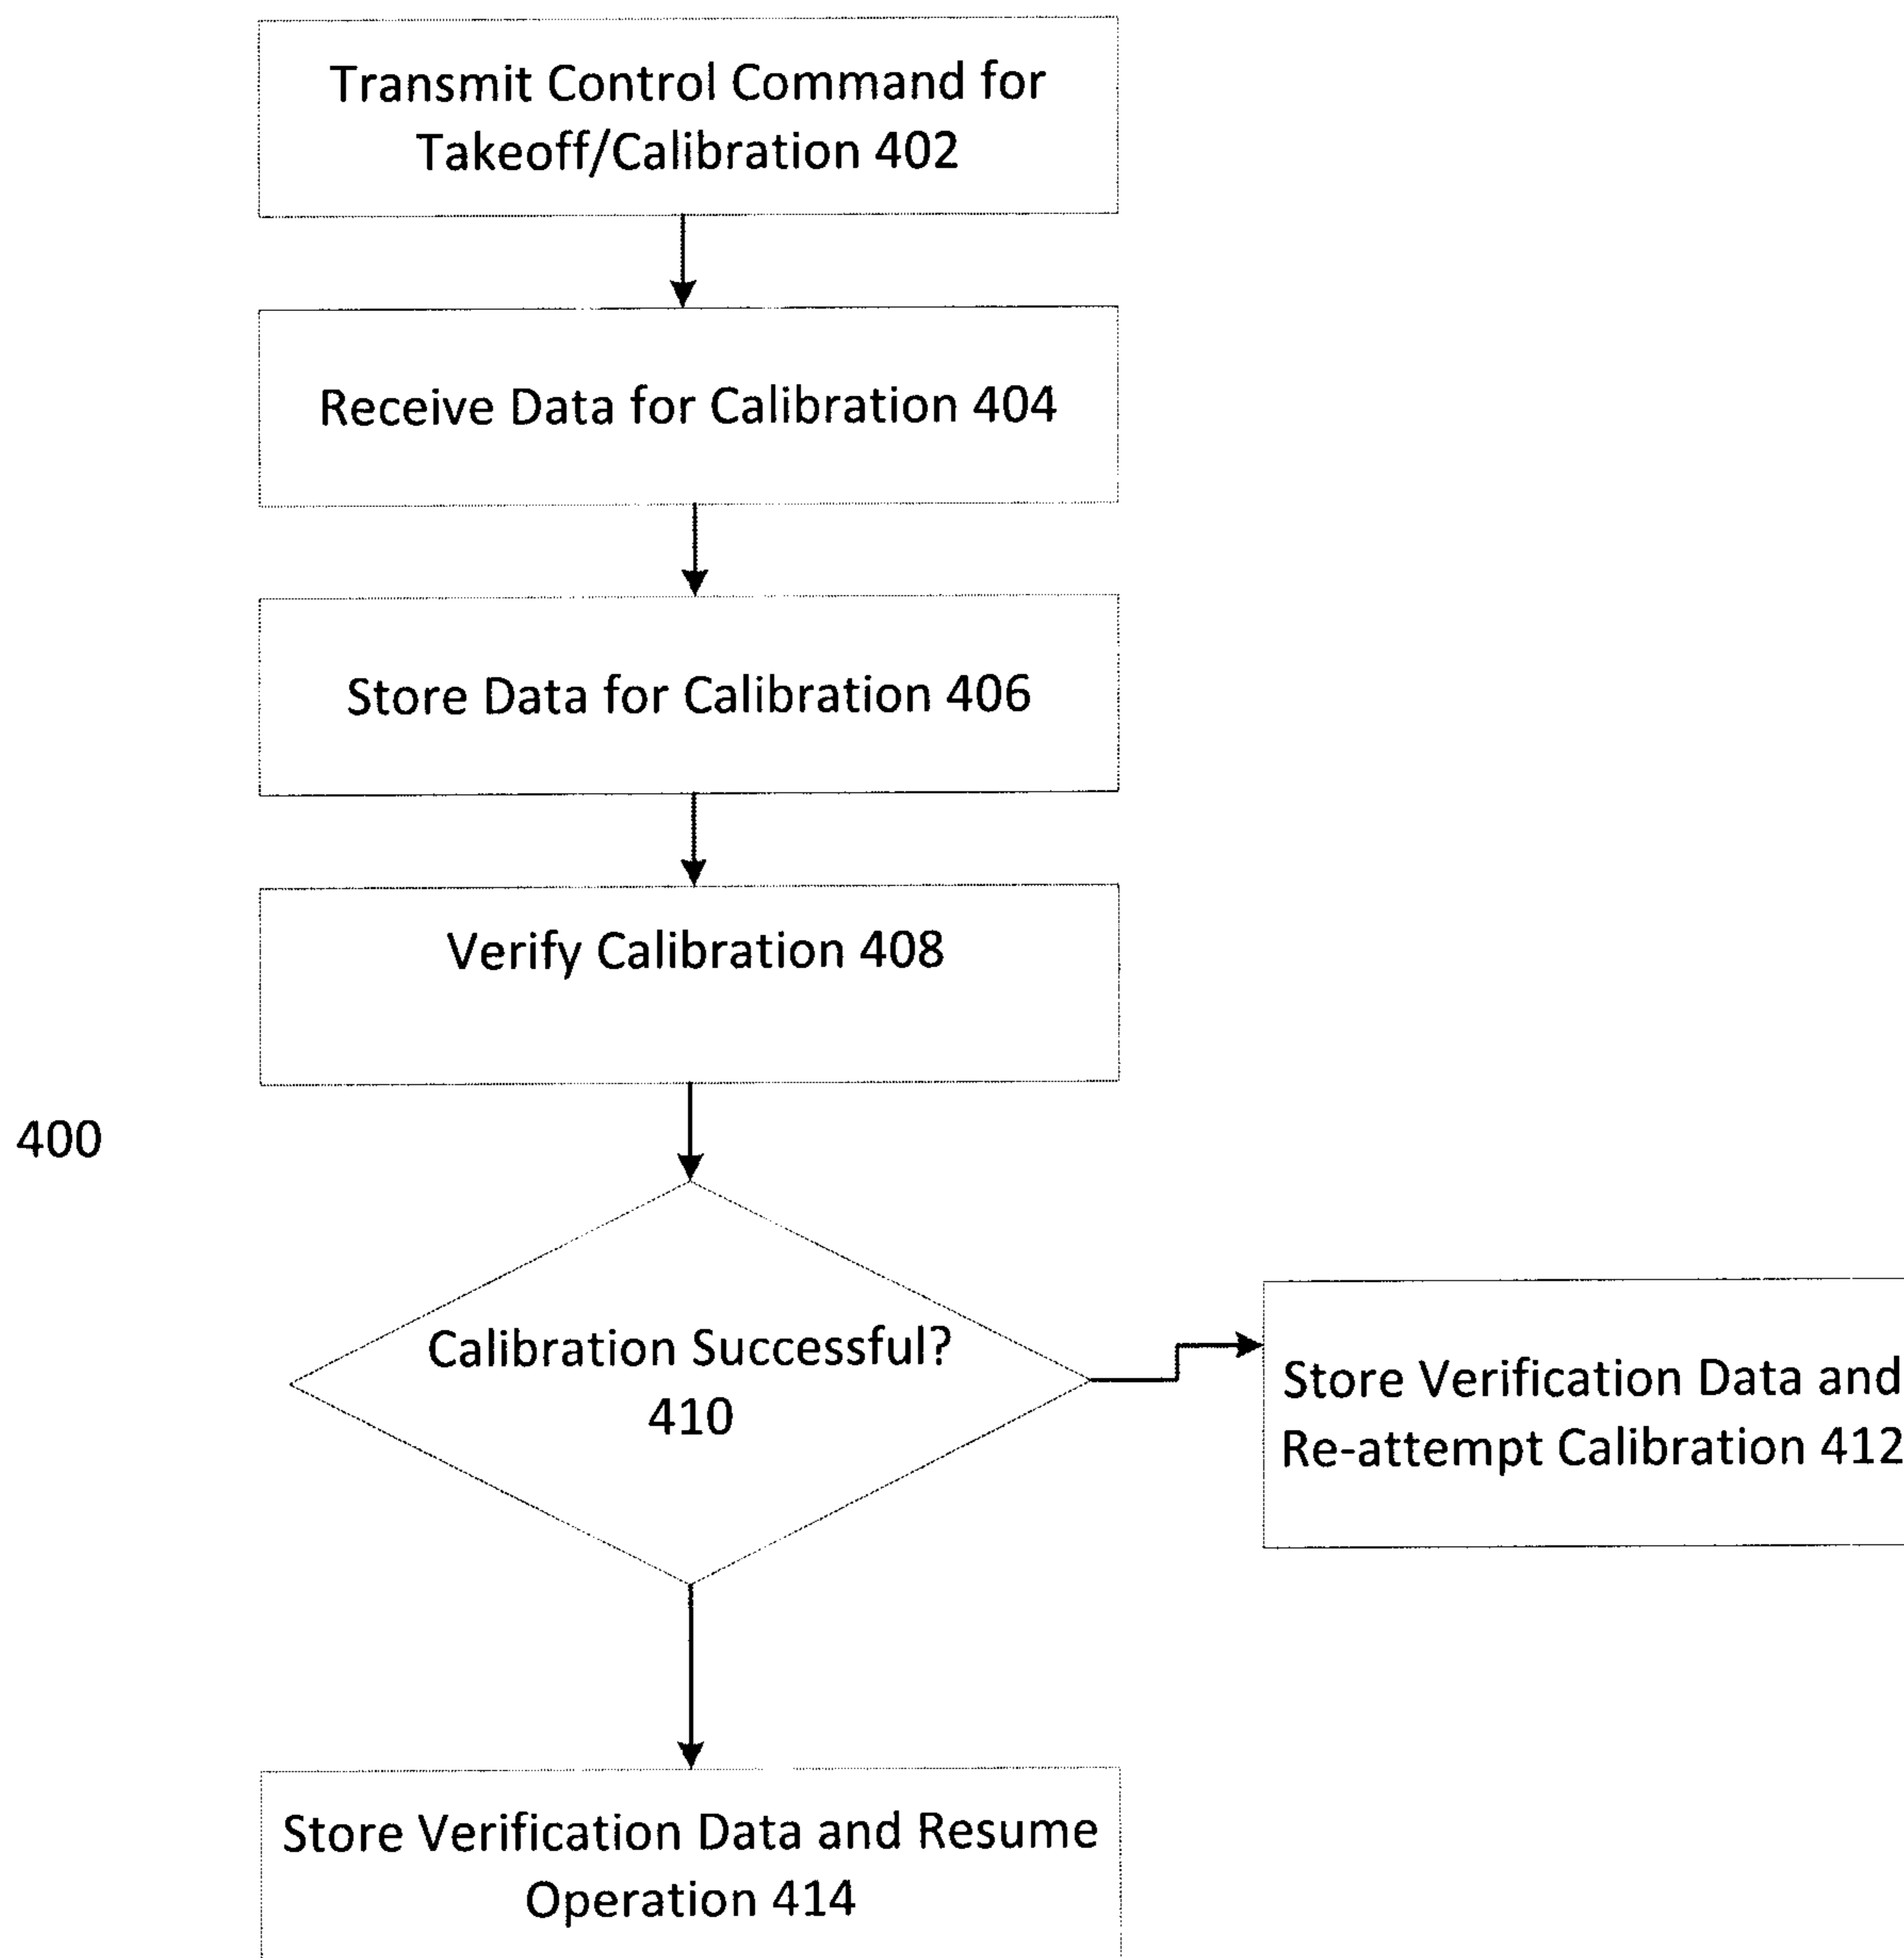 Transmit Control Command for
Takeoff/Calibration 402
Receive Data for Calibration 404
Store Data for Calibration 406
Verify Calibration 408
400
Calibration Successful?
410
Store Verification Data and
Re-attempt Calibration 412
Store Verification Data and Resume
Operation 414